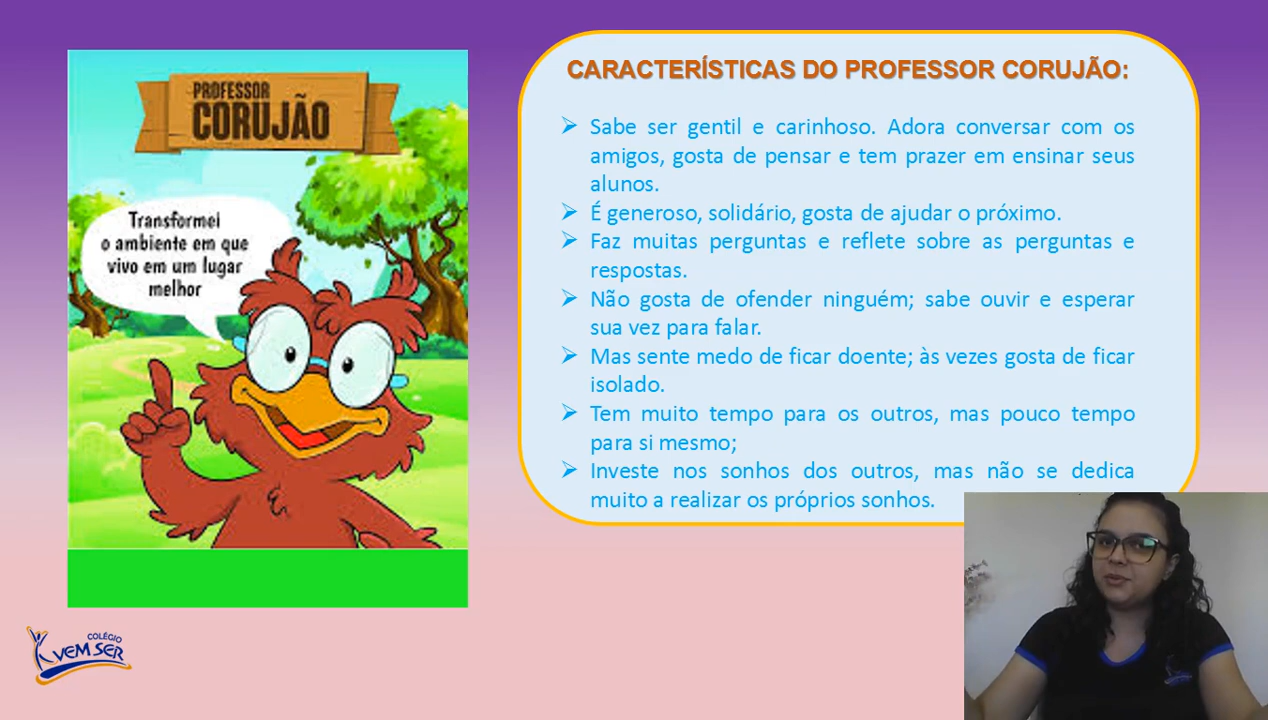 PROFESSOR
CORUJÃO
Transformei
o ambiente em que
vivo em um lugar
melhor
CARACTERÍSTICAS DO PROFESSOR CORUJÃO:
➢ Sabe ser gentil e carinhoso. Adora conversar com os
amigos, gosta de pensar e tem prazer em ensinar seus
alunos.
➢ É generoso, solidário, gosta de ajudar o próximo.
➢ Faz muitas perguntas e reflete sobre as perguntas e
respostas.
➢ Não gosta de ofender ninguém; sabe ouvir e esperar
sua vez para falar.
➢ Mas sente medo de ficar doente; às vezes gosta de ficar
isolado.
➢ Tem muito tempo para os outros, mas pouco tempo
para si mesmo;
➢ Investe nos sonhos dos outros, mas não se dedica
muito a realizar os próprios sonhos.
COLÉGIO
VEM SER